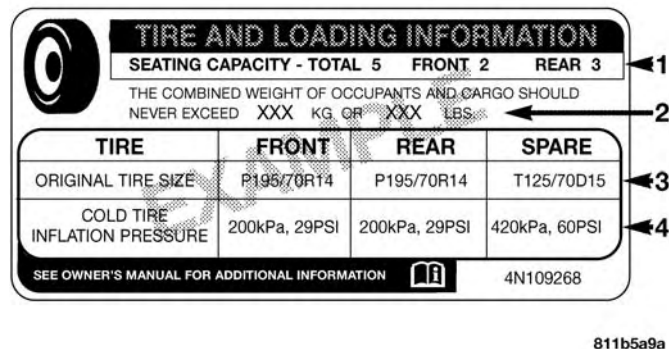 TIRE AND LOADING INFORMATION
SEATING CAPACITY - TOTAL 5 FRONT 2 REAR 3
1
THE COMBINED WEIGHT OF OCCUPANTS AND CARGO SHOULD
NEVER EXCEED XXX KG OR XXX LBS.
2
TIRE FRONT REAR SPARE
ORIGINAL TIRE SIZE P195/70R14 P195/70R14 T125/70D15
3
COLD TIRE
INFLATION PRESSURE 200kPa, 29PSI 200kPa, 29PSI 420kPa, 60PSI
4
SEE OWNER'S MANUAL FOR ADDITIONAL INFORMATION 4N109268
EXAMPLE
811b5a9a